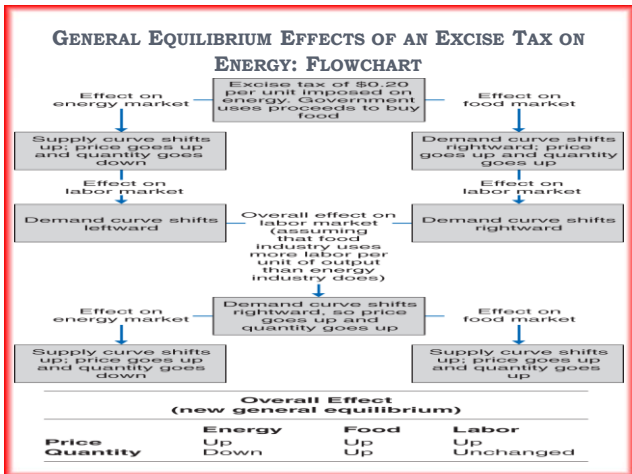 GENERAL EQUILIBRIUM EFFECTS OF AN EXCISE TAX ON
ENERGY: FLOWCHART
Excise tax of $0.20
per unit imposed on
energy. Government
uses proceeds to buy
food
Effect on
energy market
Effect on
food market
Supply curve shifts
up; price goes up
and quantity goes
down
Demand curve shifts
rightward; price
goes up and quantity
goes up
Effect on
labor market
Effect on
labor market
Demand curve shifts
leftward
Overall effect on
labor market
(assuming
that food
industry uses
more labor per
unit of output
than energy
industry does)
Demand curve shifts
rightward
Demand curve shifts
rightward, so price
goes up and
quantity goes up
Effect on
energy market
Effect on
food market
Supply curve shifts
up; price goes up
and quantity goes
down
Supply curve shifts
up; price goes up
and quantity goes
up
Overall Effect
(new general equilibrium)
Energy Food Labor
Price Up Up Up
Quantity Down Up Unchanged